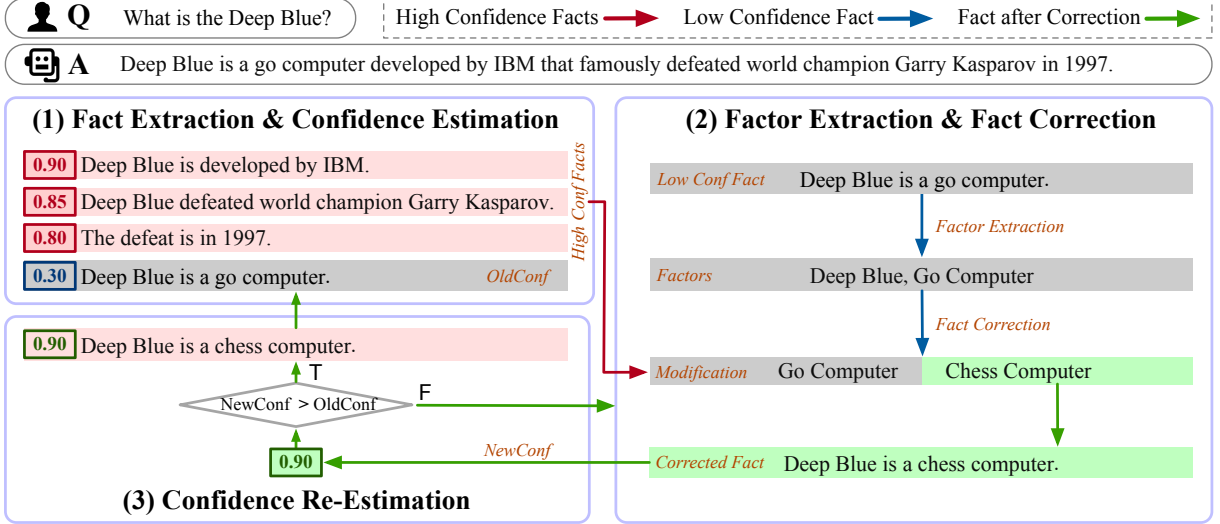 Q What is the Deep Blue?
High Confidence Facts Low Confidence Fact Fact after Correction
A Deep Blue is a go computer developed by IBM that famously defeated world champion Garry Kasparov in 1997.
(1) Fact Extraction & Confidence Estimation
0.90 Deep Blue is developed by IBM.
0.85 Deep Blue defeated world champion Garry Kasparov.
0.80 The defeat is in 1997.
0.30 Deep Blue is a go computer. OldConf
High Conf Facts
(2) Factor Extraction & Fact Correction
Low Conf Fact Deep Blue is a go computer.
Factor Extraction
Factors Deep Blue, Go Computer
Fact Correction
Modification Go Computer Chess Computer
Corrected Fact Deep Blue is a chess computer.
0.90 Deep Blue is a chess computer.
T
NewConf > OldConf
F
0.90
NewConf
(3) Confidence Re-Estimation